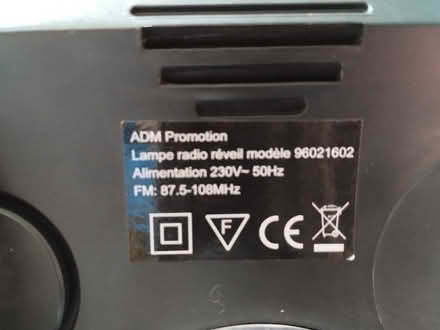 ADM Promotion
Lampe radio réveil modèle 96021602
Alimentation 230V~ 50Hz
FM: 87.5-108MHz
F CE